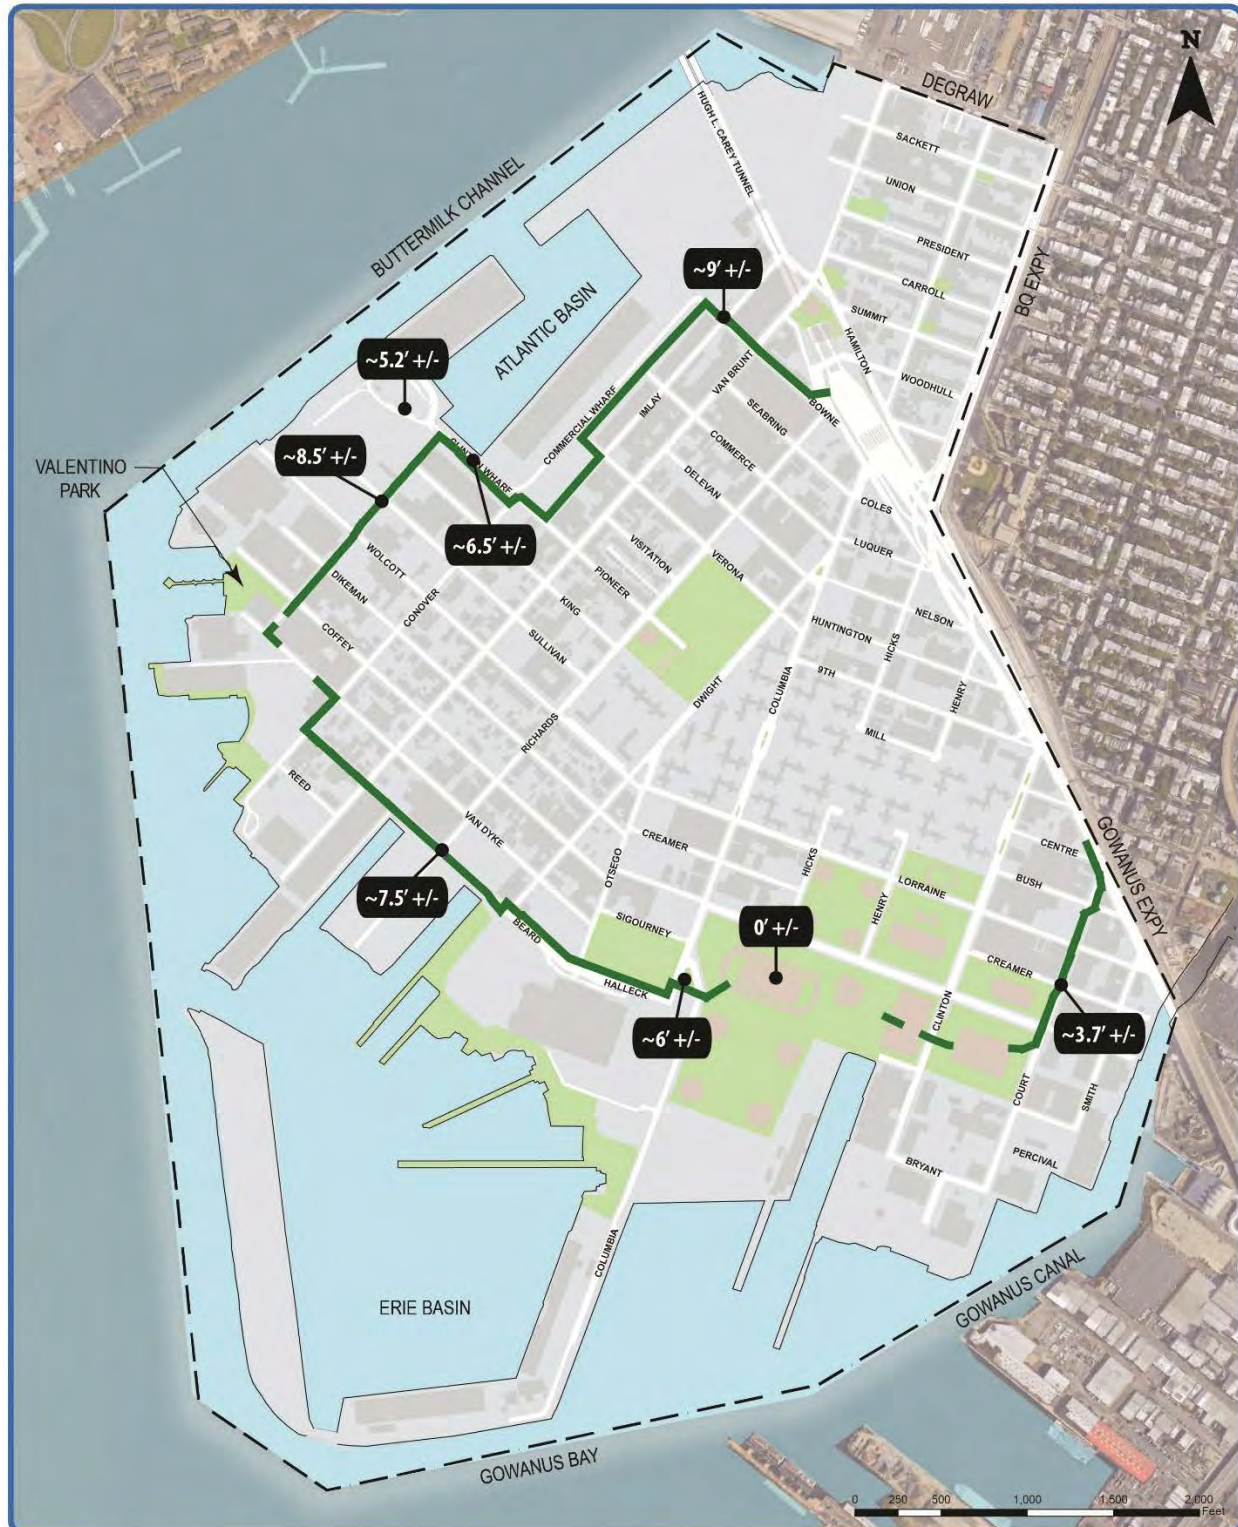 N
DEGRAW
HUGH L. CAREY TUNNEL
SACKETT
UNION
PRESIDENT
CARROLL
SUMMIT
WOODHULL
HAMILTON
BQ EXPY
BUTTERMILK CHANNEL
ATLANTIC BASIN
~9' +/-
~5.2' +/-
COMMERCIAL WHARF
IMLAY
VAN BRUNT
SEABRING
BOWNE
COMMERCE
DELEVAN
CLINTON WHARF
~8.5' +/-
VALENTINO
PARK
~6.5' +/-
COLES
LUQUER
VISITATION
VERONA
PIONEER
WOLCOTT
DIKEMAN
CONOVER
COFFEY
KING
SULLIVAN
NELSON
HUNTINGTON
HICKS
9TH
HENRY
MILL
COLUMBIA
DWIGHT
RICHARDS
REED
VAN DYKE
CREAMER
OTSEGO
HICKS
LORRAINE
HENRY
CENTRE
BUSH
GOWANUS EXPY
~7.5' +/-
BEARD
SIGOURNEY
0' +/-
CREAMER
HALLECK
~6' +/-
CLINTON
~3.7' +/-
COURT
SMITH
BRYANT
PERCIVAL
COLUMBIA
ERIE BASIN
GOWANUS CANAL
GOWANUS BAY
0 250 500 1,000 1,500 2,000
Feet